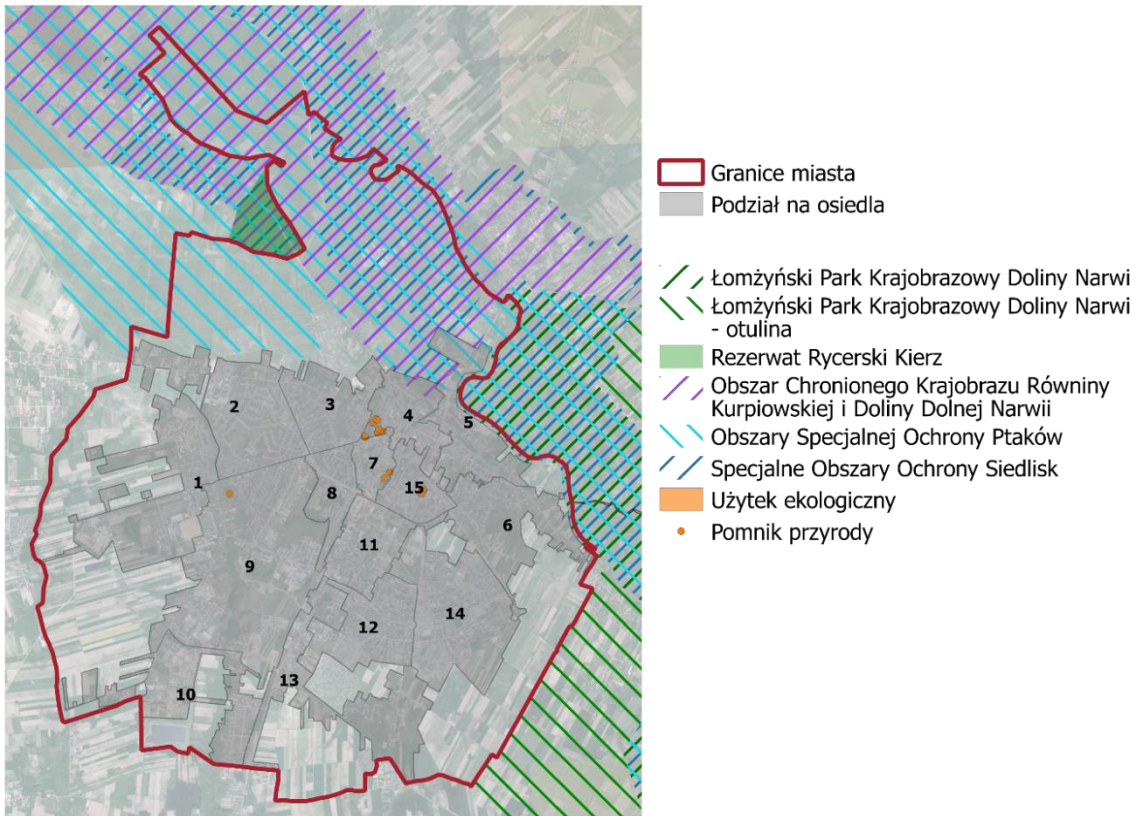 2
3
4
5
7
1
8
15
6
11
9
12
14
13
10
Granice miasta
Podział na osiedla
Łomżyński Park Krajobrazowy Doliny Narwi
Łomżyński Park Krajobrazowy Doliny Narwi
- otulina
Rezerwat Rycerski Kierz
Obszar Chronionego Krajobrazu Równiny
Kurpiowskiej i Doliny Dolnej Narwii
Obszary Specjalnej Ochrony Ptaków
Specjalne Obszary Ochrony Siedlisk
Użytek ekologiczny
Pomnik przyrody